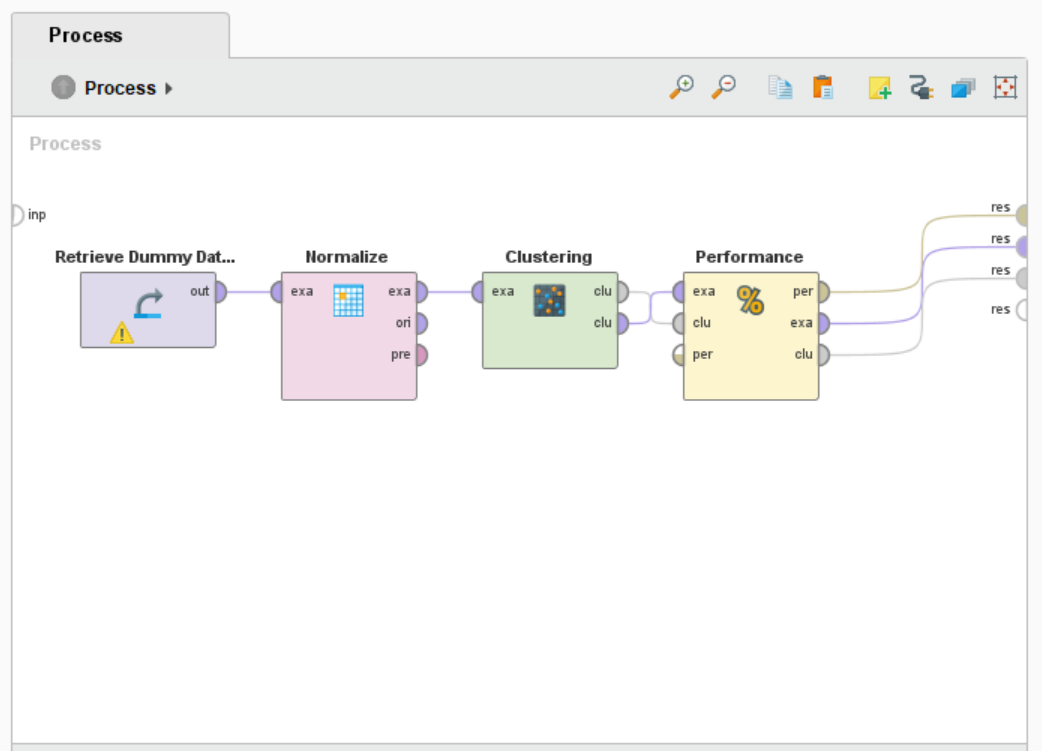 Process
Process
Process
inp
res
res
res
res
Retrieve Dummy Dat...
out
Normalize
exa
exa
ori
pre
Clustering
exa
clu
clu
Performance
exa
per
clu
exa
per
clu